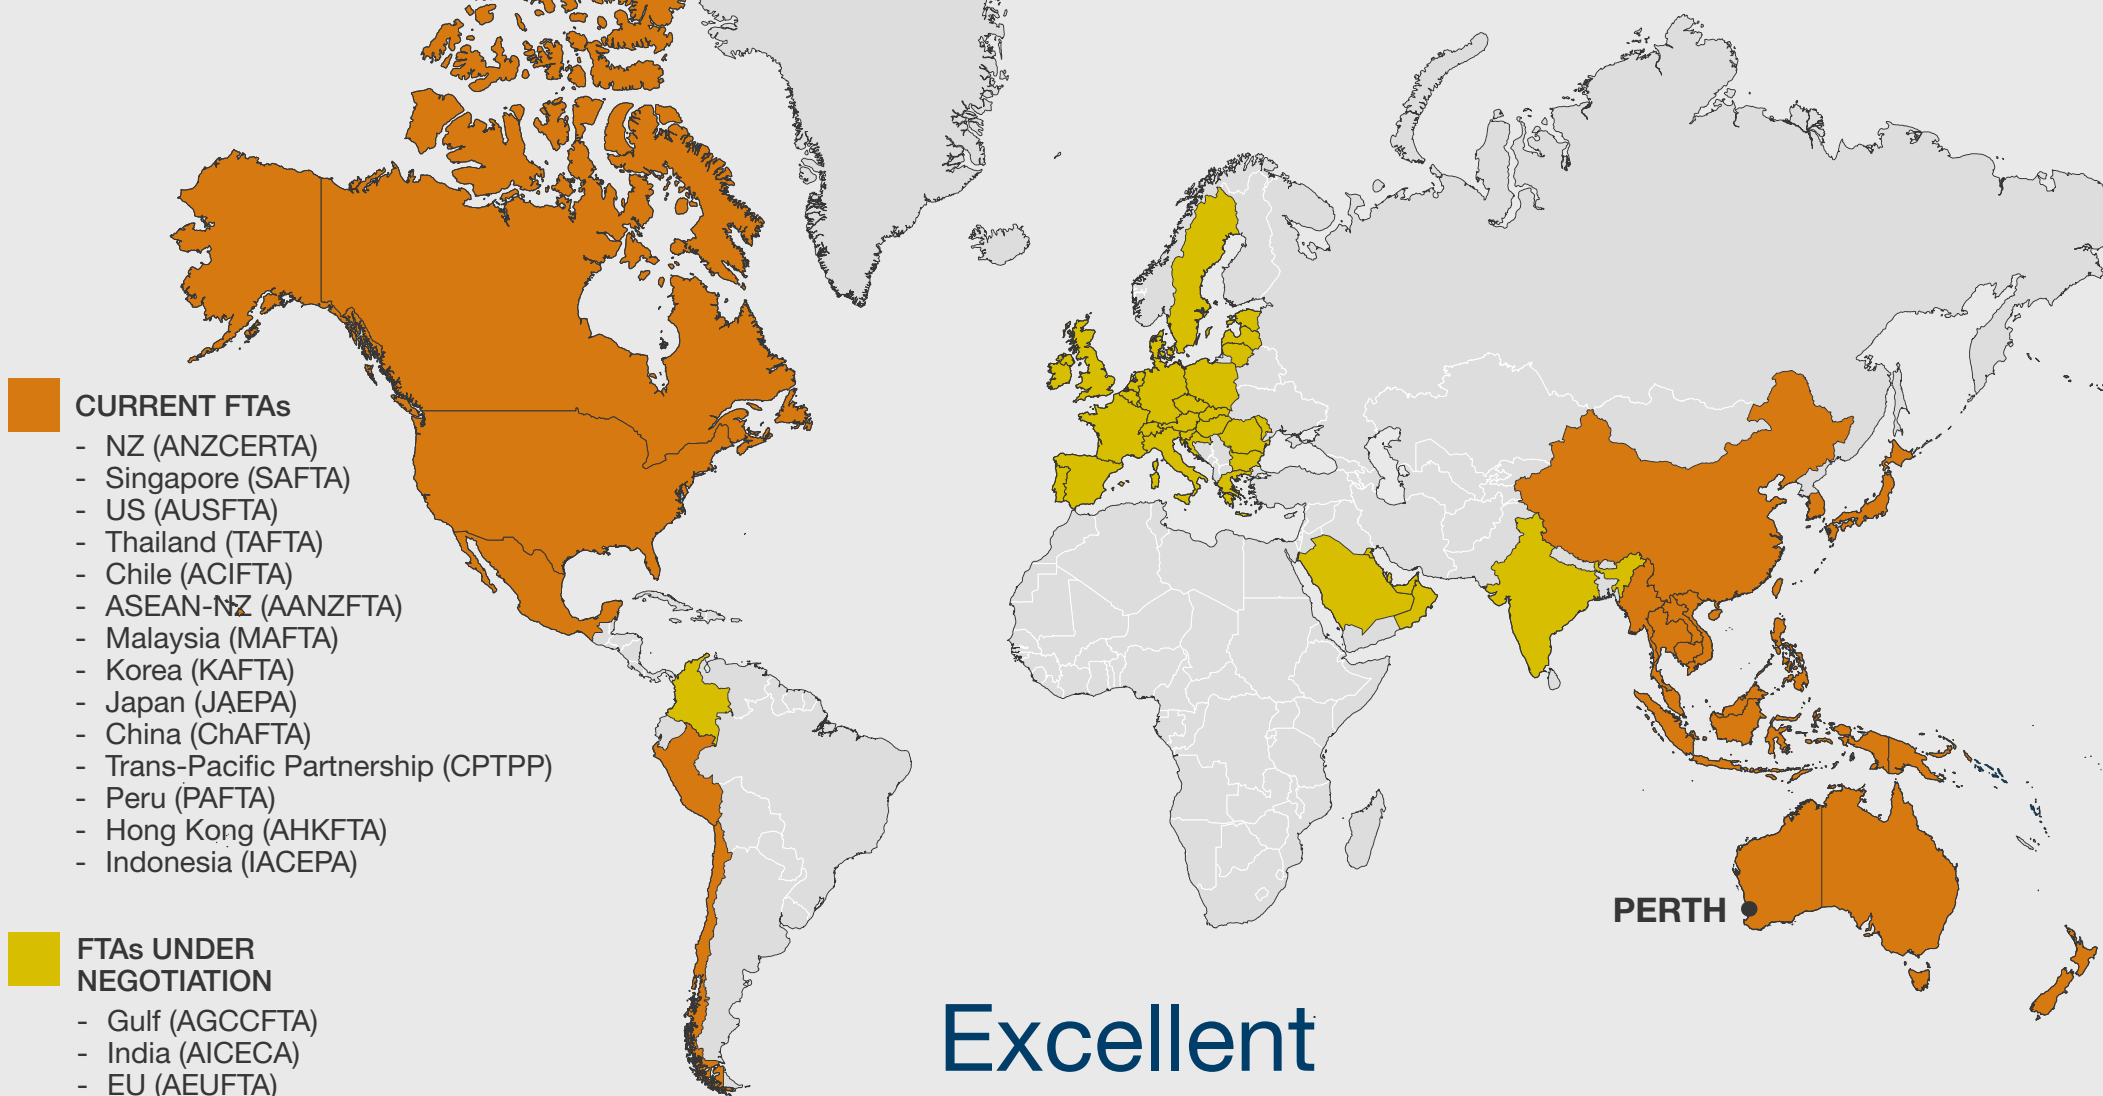 CURRENT FTAs
- NZ (ANZCERTA)
- Singapore (SAFTA)
- US (AUSFTA)
- Thailand (TAFTA)
- Chile (ACIFTA)
- ASEAN-NZ (AANZFTA)
- Malaysia (MAFTA)
- Korea (KAFTA)
- Japan (JAEPA)
- China (ChAFTA)
- Trans-Pacific Partnership (CPTPP)
- Peru (PAFTA)
- Hong Kong (AHKFTA)
- Indonesia (IACEPA)
FTAs UNDER
NEGOTIATION
- Gulf (AGCCFTA)
- India (AICECA)
- EU (AEUFTA)
PERTH
Excellent